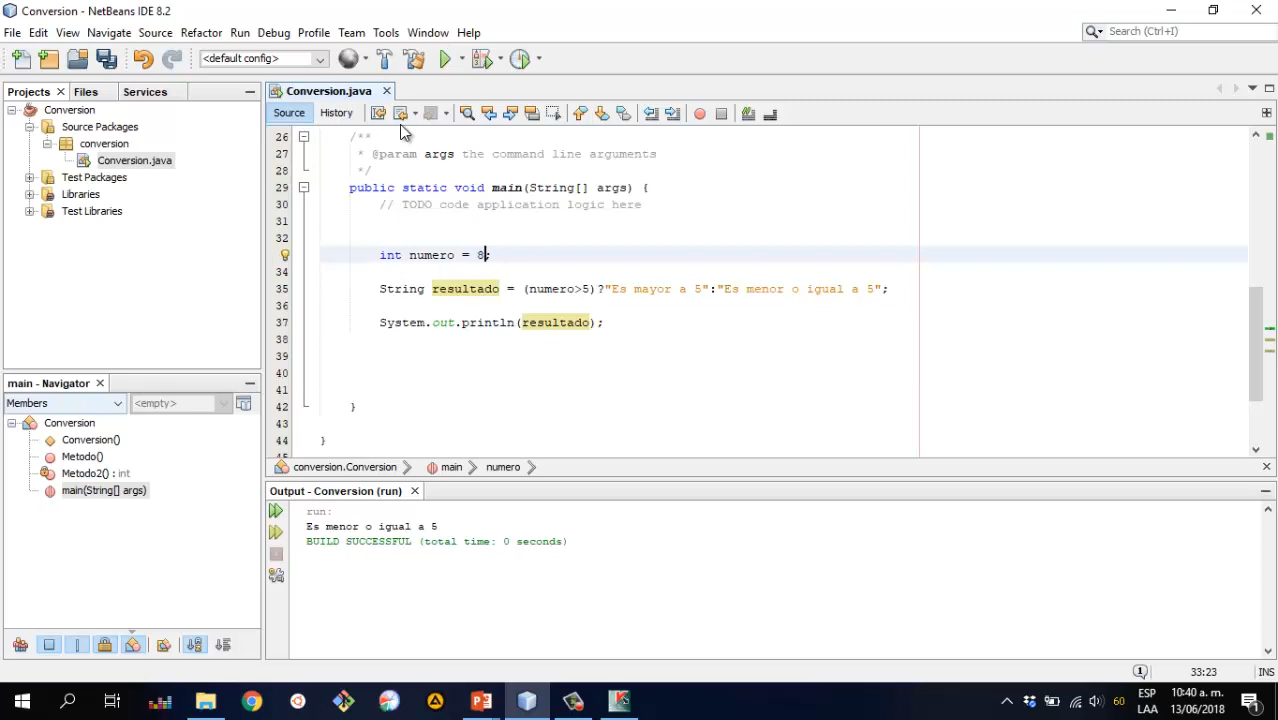 Conversion - NetBeans IDE 8.2
File Edit View Navigate Source Refactor Run Debug Profile Team Tools Window Help
Search (Ctrl+I)
<default config>
Projects Files Services
Conversion
Source Packages
conversion
Conversion.java
Test Packages
Libraries
Test Libraries
main - Navigator
Members <empty>
Conversion
Conversion()
Metodo()
Metodo2() : int
main(String[] args)
Conversion.java
Source History
26 /**
27 * @param args the command line arguments
28 */
29 public static void main(String[] args) {
30 // TODO code application logic here
31
32
int numero = 8;
34
35 String resultado = (numero>5)?"Es mayor a 5":"Es menor o igual a 5";
36
37 System.out.println(resultado);
38
39
40
41
42 }
43
44 }
45
conversion.Conversion main numero
Output - Conversion (run)
run:
Es menor o igual a 5
BUILD SUCCESSFUL (total time: 0 seconds)
1 33:23 INS
60 ESP 10:40 a. m.
LAA 13/06/2018 1